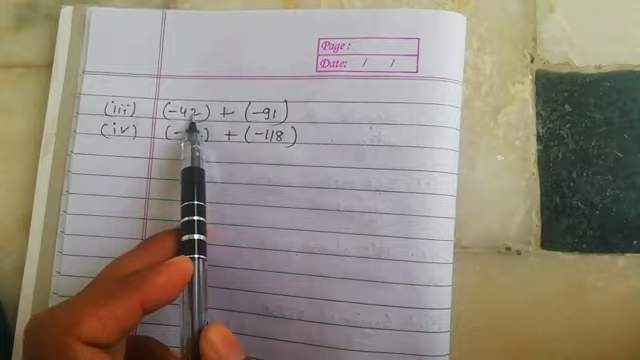 Page :
Date: / /
(iii) (-42) + (-91)
(iv) + (-118)